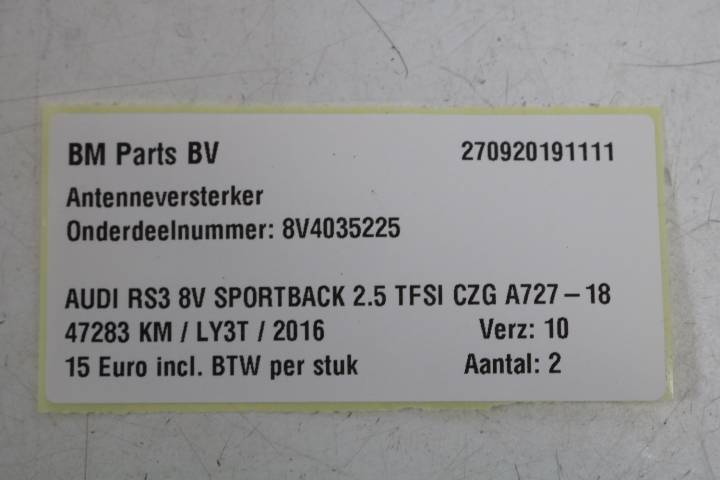 BM Parts BV 270920191111
Antenneversterker
Onderdeelnummer: 8V4035225
AUDI RS3 8V SPORTBACK 2.5 TFSI CZG A727-18
47283 KM / LY3T / 2016 Verz: 10
15 Euro incl. BTW per stuk Aantal: 2